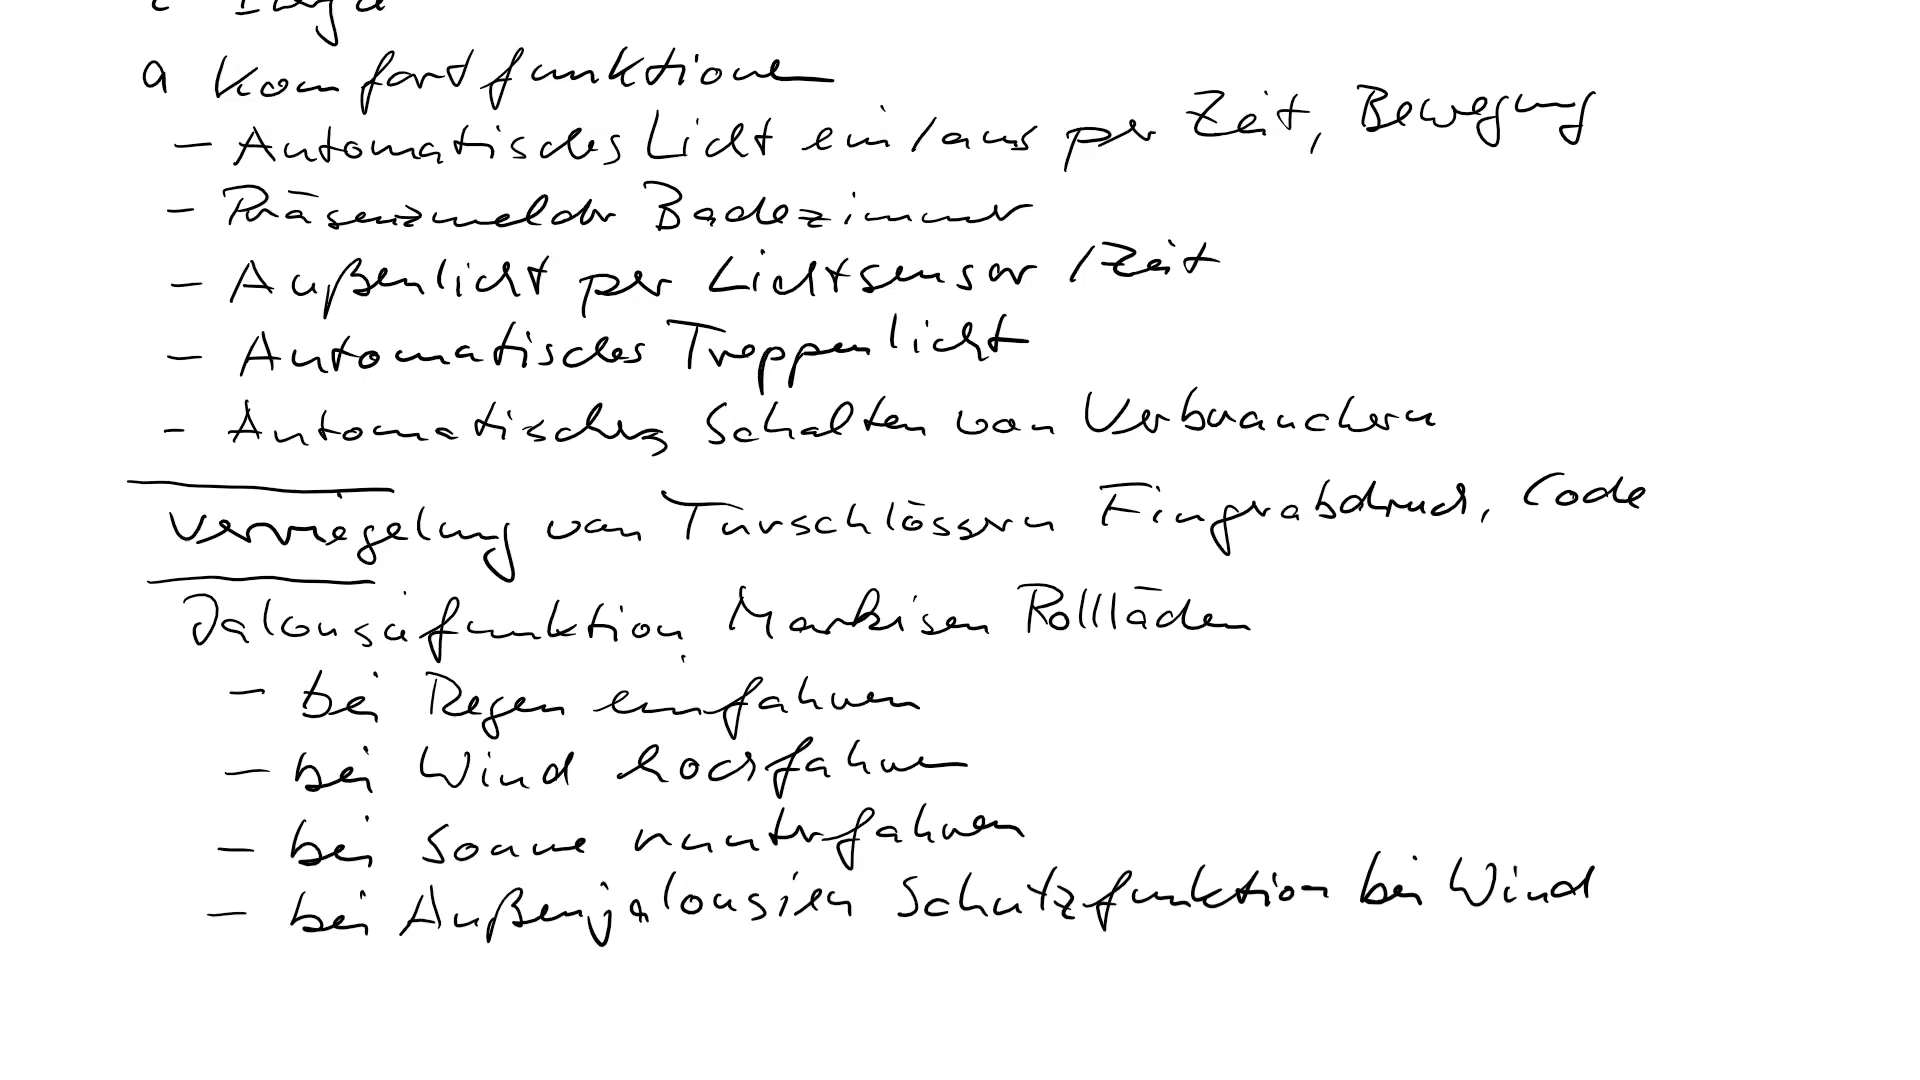 a Komfortfunktionen
- Automatisches Licht ein/aus per Zeit, Bewegung
- Präsenzmelder Badezimmer
- Außenlicht per Lichtsensor / Zeit
- Automatisches Treppenlicht
- Automatisches Schalten von Verbrauchern
Verriegelung von Türschlössern Fingerabdruck, Code
Jalousiefunktion Markisen Rollläden
- bei Regen einfahren
- bei Wind hochfahren
- bei Sonne runterfahren
- bei Außenjalousien Schutzfunktion bei Wind